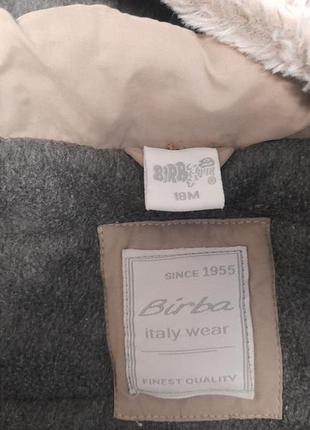 BIRBA
®
18M
SINCE 1955
Birba
italy wear
FINEST QUALITY